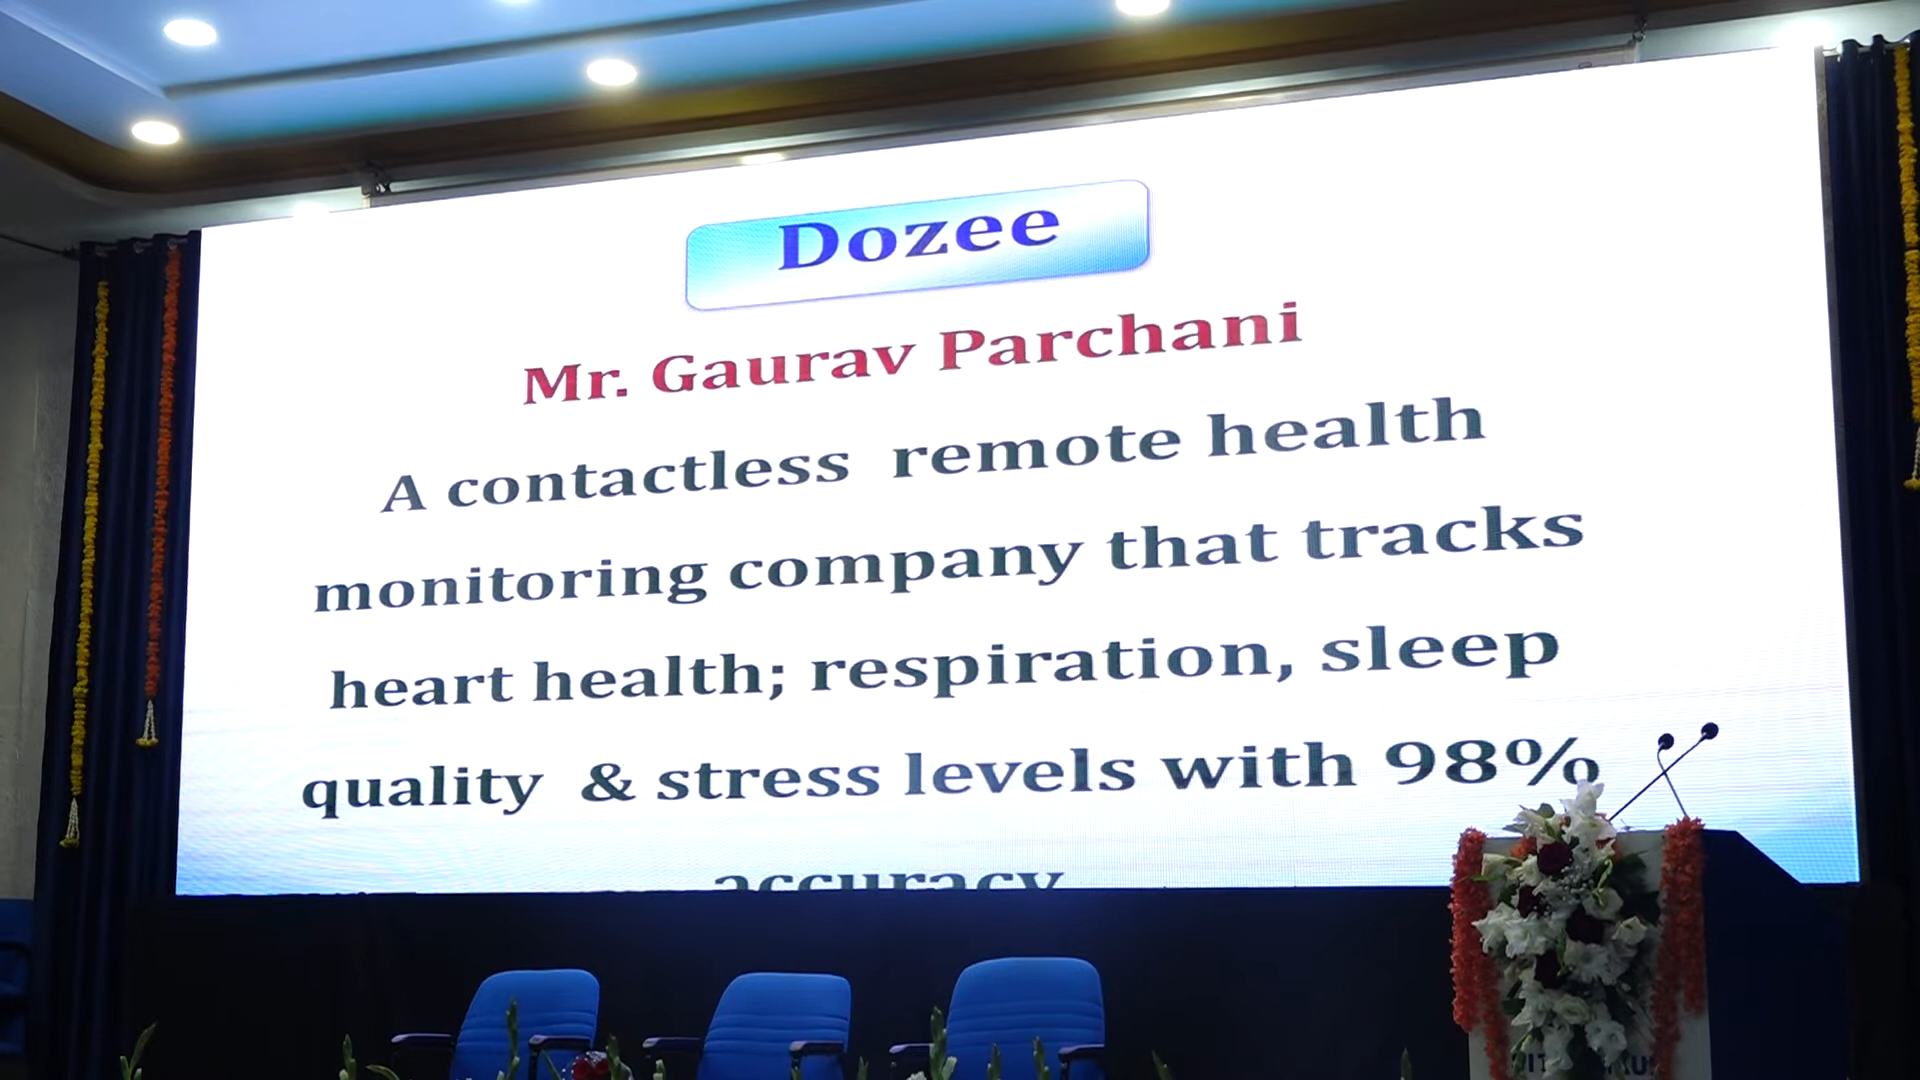 Dozee
Mr. Gaurav Parchani
A contactless remote health
monitoring company that tracks
heart health; respiration, sleep
quality & stress levels with 98%
accuracy